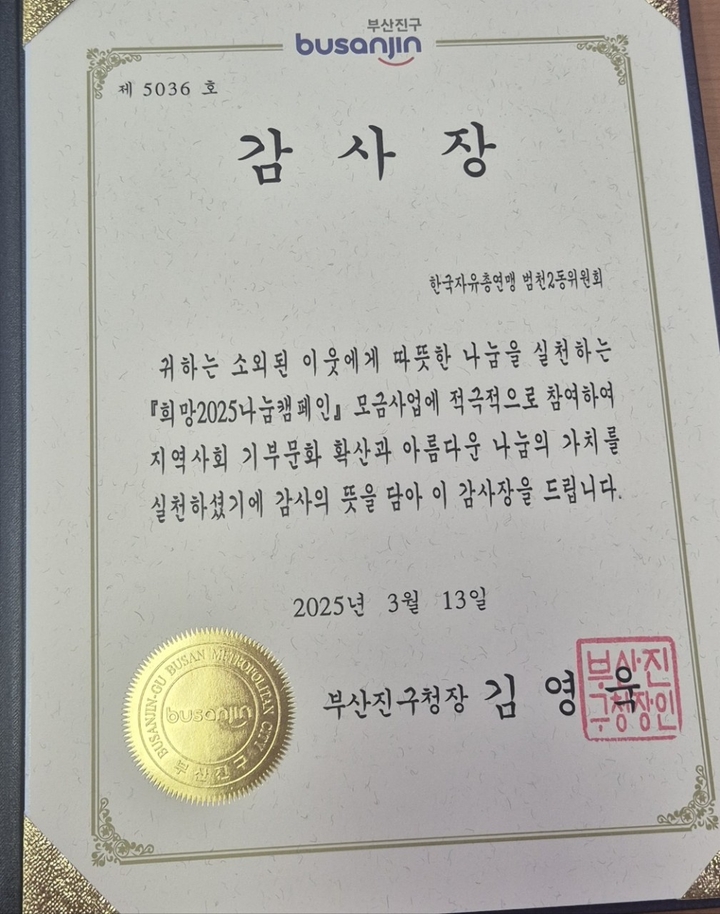 부산진구
busanjin
제 5036 호
감 사 장
한국자유총연맹 범천2동위원회
귀하는 소외된 이웃에게 따뜻한 나눔을 실천하는
『희망2025나눔캠페인』 모금사업에 적극적으로 참여하여
지역사회 기부문화 확산과 아름다운 나눔의 가치를
실천하셨기에 감사의 뜻을 담아 이 감사장을 드립니다.
2025년 3월 13일
부산진구청장 김 영 욱
부산진
구청장인
BUSANJIN-GU BUSAN METROPOLITAN CITY
busanjin
부산진구